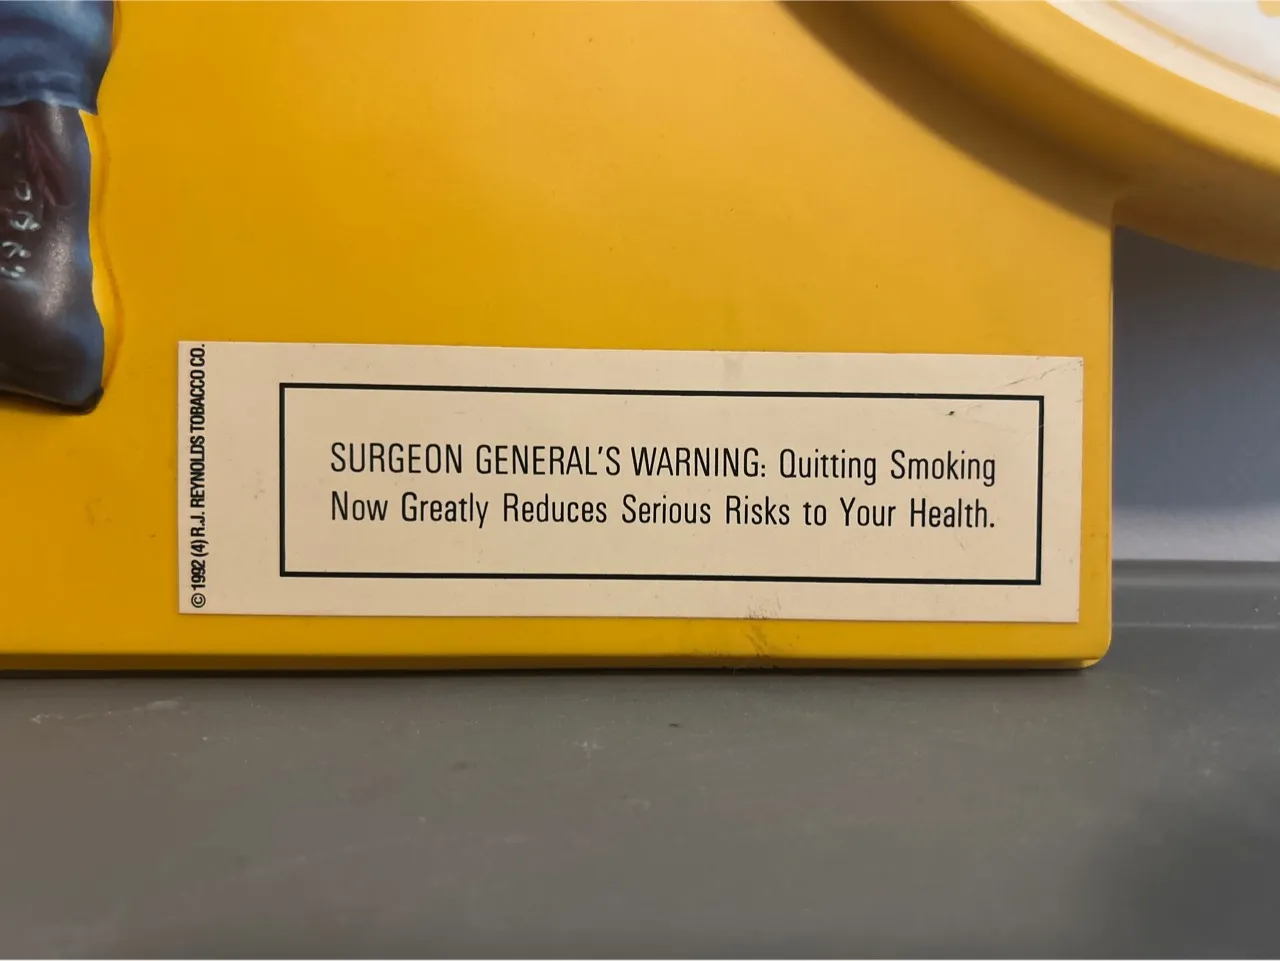 © 1992 (4) R.J. REYNOLDS TOBACCO CO.
SURGEON GENERAL'S WARNING: Quitting Smoking
Now Greatly Reduces Serious Risks to Your Health.